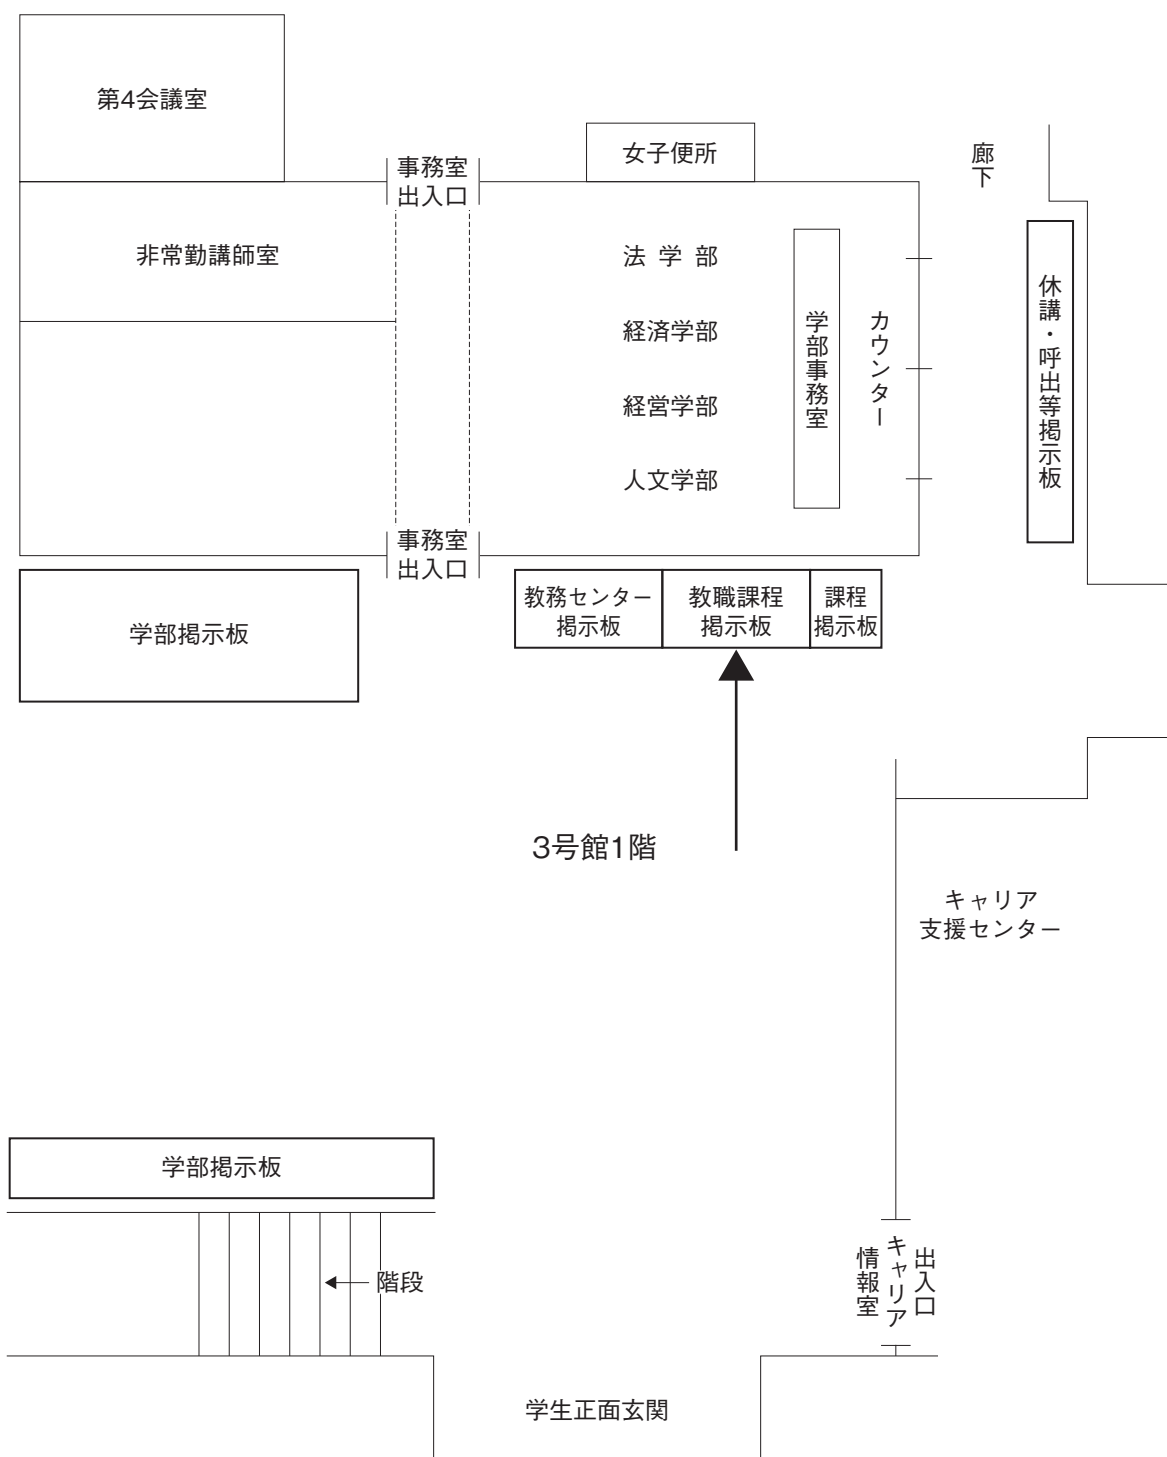 第4会議室
事務室
出入口
女子便所
廊下
非常勤講師室
法学部
経済学部
経営学部
人文学部
学部事務室
カウンター
休講・呼出等掲示板
事務室
出入口
学部掲示板
教務センター
掲示板
教職課程
掲示板
課程
掲示板
3号館1階
キャリア
支援センター
学部掲示板
階段
出入口
キャリア
情報室
学生正面玄関